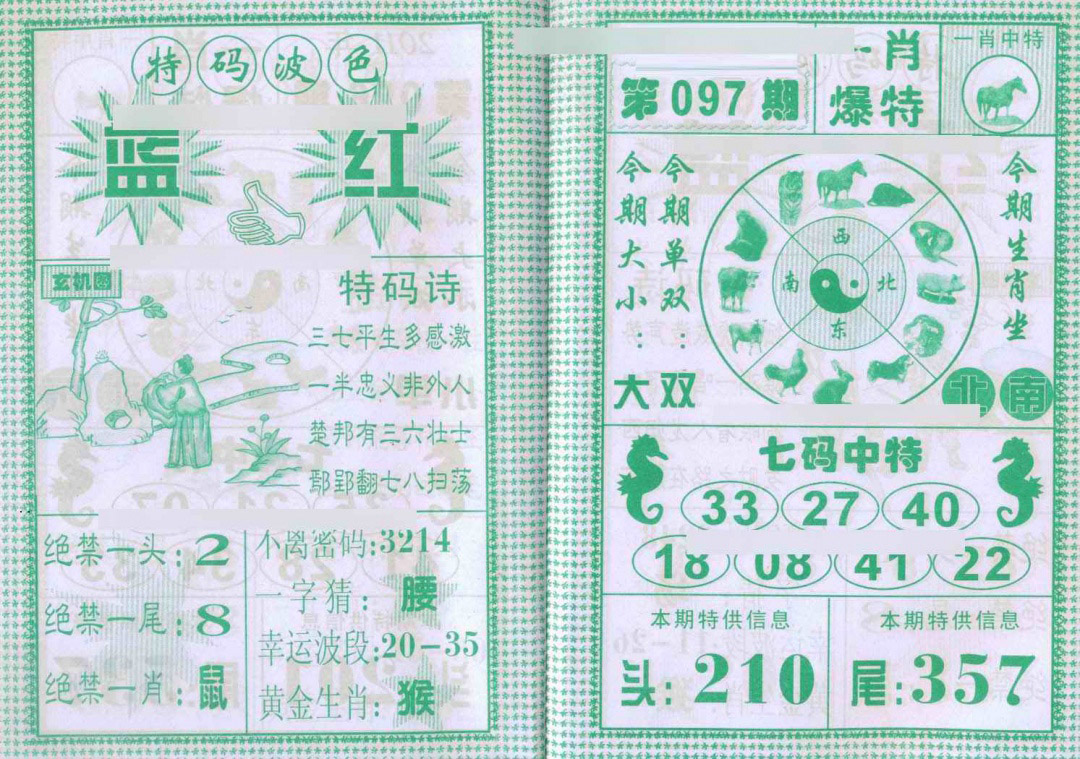 特码波色
蓝 红
玄机图
特码诗
三七平生多感激
一半忠义非外人
楚邦有三六壮士
鄢郢翻七八扫荡
绝禁一头:2
绝禁一尾:8
绝禁一肖:鼠
不离密码:3214
一字猜:腰
幸运波段:20-35
黄金生肖:猴
第097期
一肖
爆特
一肖中特
今期大小:大
今期单双:双
西
南 北
东
今期生肖坐
北南
七码中特
33 27 40
18 08 41 22
本期特供信息
头:210
本期特供信息
尾:357